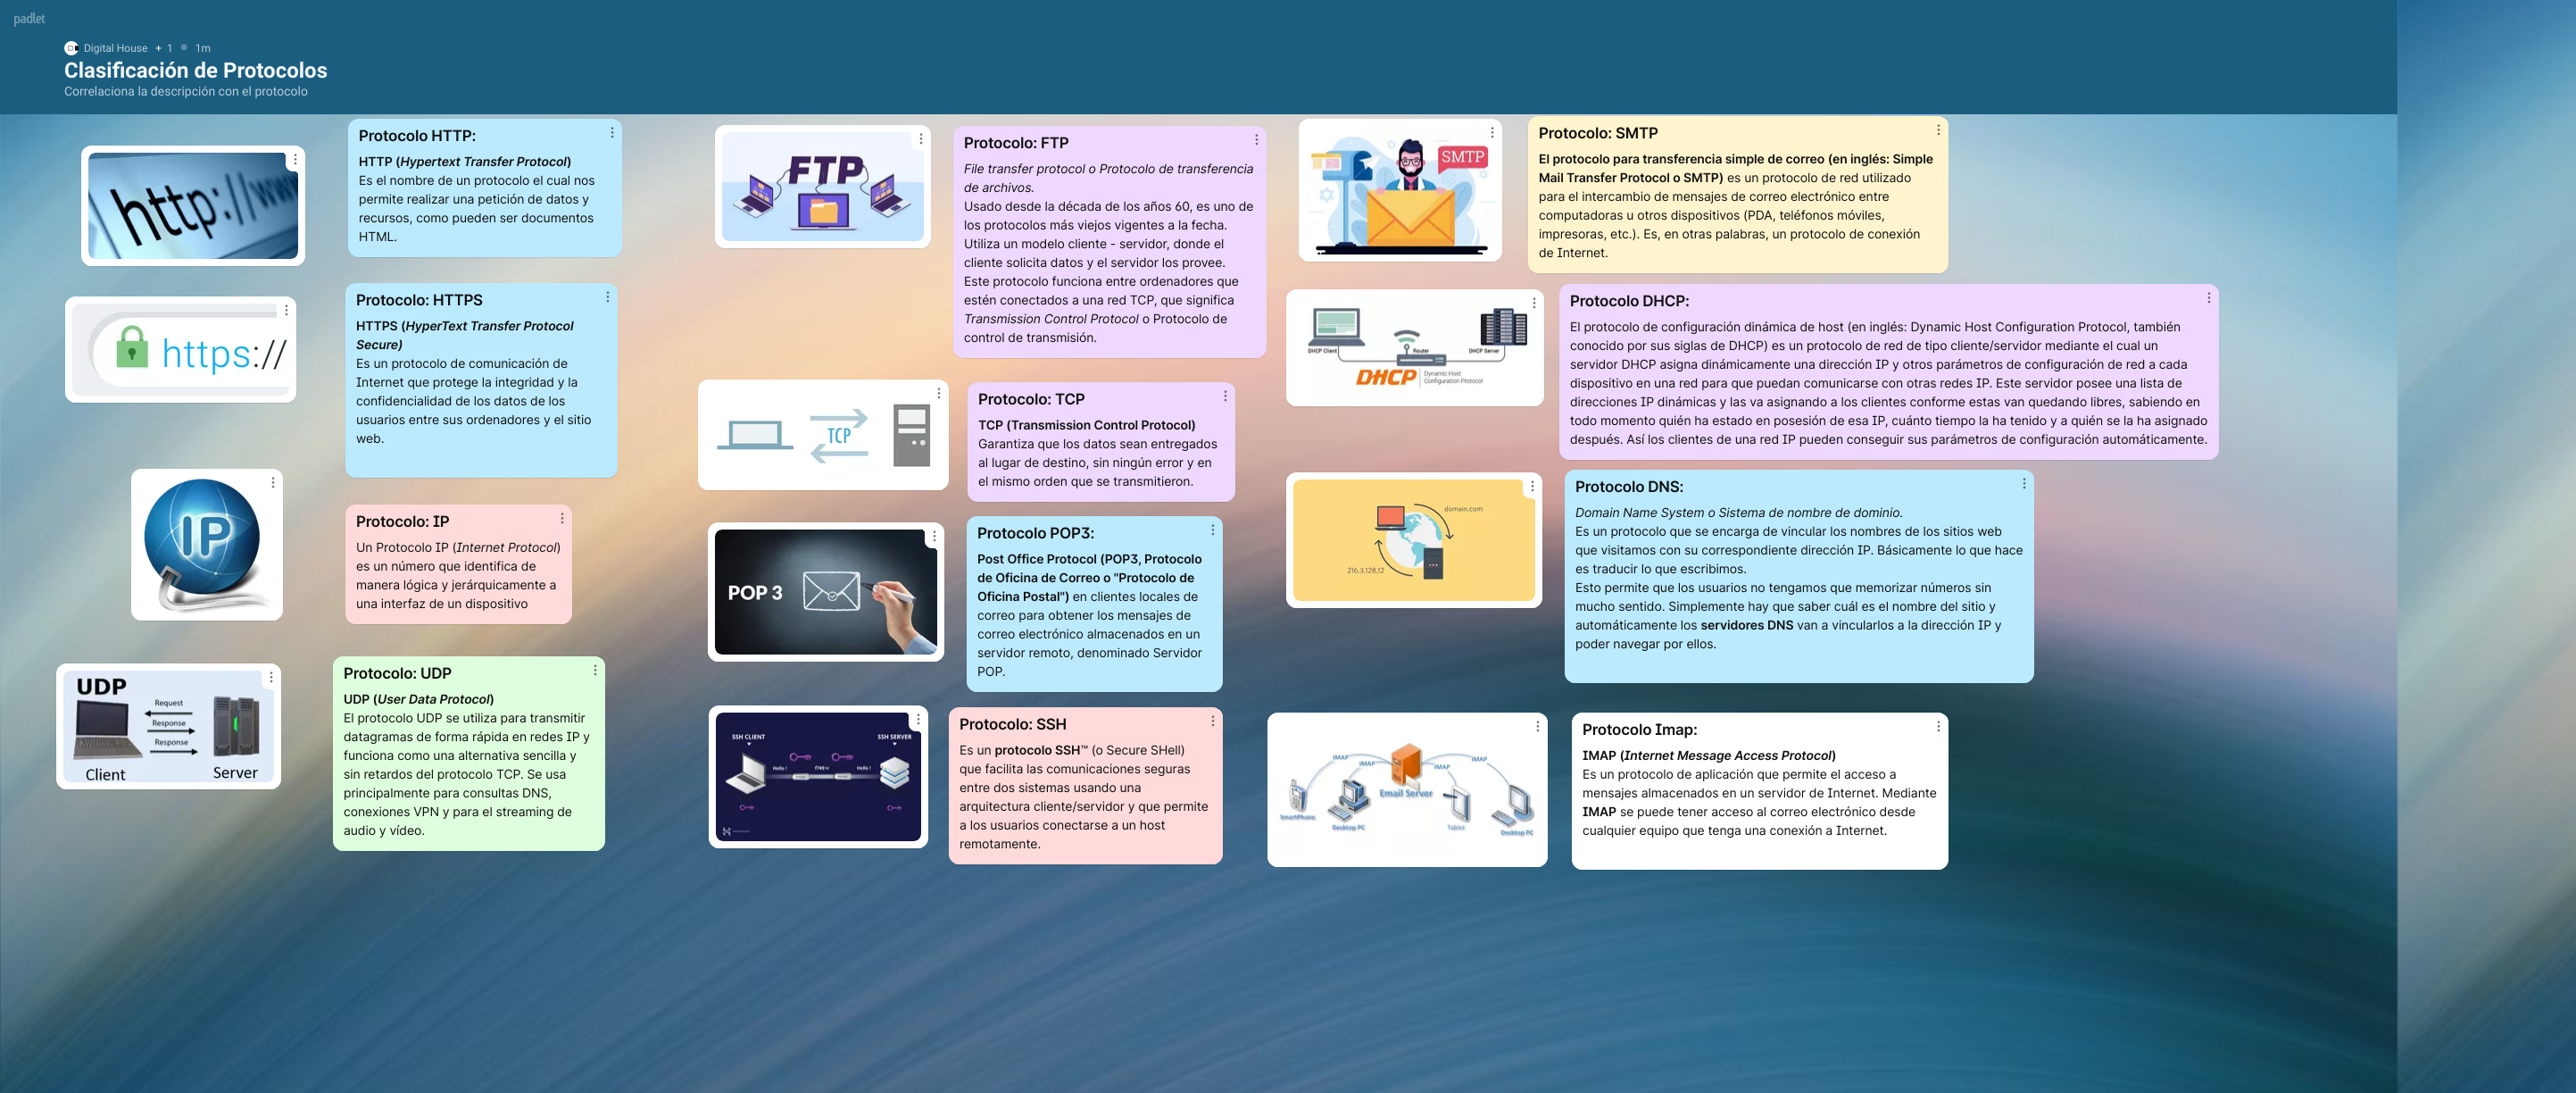 padlet
Digital House + 1 1m
Clasificación de Protocolos
Correlaciona la descripción con el protocolo
http://www
Protocolo HTTP:
HTTP (Hypertext Transfer Protocol)
Es el nombre de un protocolo el cual nos
permite realizar una petición de datos y
recursos, como pueden ser documentos
HTML.
https://
Protocolo: HTTPS
HTTPS (HyperText Transfer Protocol
Secure)
Es un protocolo de comunicación de
Internet que protege la integridad y la
confidencialidad de los datos de los
usuarios entre sus ordenadores y el sitio
web.
IP
Protocolo: IP
Un Protocolo IP (Internet Protocol)
es un número que identifica de
manera lógica y jerárquicamente a
una interfaz de un dispositivo
UDP
Request
Response
Response
Client
Server
Protocolo: UDP
UDP (User Data Protocol)
El protocolo UDP se utiliza para transmitir
datagramas de forma rápida en redes IP y
funciona como una alternativa sencilla y
sin retardos del protocolo TCP. Se usa
principalmente para consultas DNS,
conexiones VPN y para el streaming de
audio y vídeo.
FTP
Protocolo: FTP
File transfer protocol o Protocolo de transferencia
de archivos.
Usado desde la década de los años 60, es uno de
los protocolos más viejos vigentes a la fecha.
Utiliza un modelo cliente - servidor, donde el
cliente solicita datos y el servidor los provee.
Este protocolo funciona entre ordenadores que
estén conectados a una red TCP, que significa
Transmission Control Protocol o Protocolo de
control de transmisión.
TCP
Protocolo: TCP
TCP (Transmission Control Protocol)
Garantiza que los datos sean entregados
al lugar de destino, sin ningún error y en
el mismo orden que se transmitieron.
POP 3
Protocolo POP3:
Post Office Protocol (POP3, Protocolo
de Oficina de Correo o "Protocolo de
Oficina Postal") en clientes locales de
correo para obtener los mensajes de
correo electrónico almacenados en un
servidor remoto, denominado Servidor
POP.
SSH CLIENT
SSH SERVER
Hello !
Hello !
Protocolo: SSH
Es un protocolo SSH™ (o Secure SHell)
que facilita las comunicaciones seguras
entre dos sistemas usando una
arquitectura cliente/servidor y que permite
a los usuarios conectarse a un host
remotamente.
SMTP
Protocolo: SMTP
El protocolo para transferencia simple de correo (en inglés: Simple
Mail Transfer Protocol o SMTP) es un protocolo de red utilizado
para el intercambio de mensajes de correo electrónico entre
computadoras u otros dispositivos (PDA, teléfonos móviles,
impresoras, etc.). Es, en otras palabras, un protocolo de conexión
de Internet.
DHCP Client
Router
DHCP Server
DHCP
Dynamic Host
Configuration Protocol
Protocolo DHCP:
El protocolo de configuración dinámica de host (en inglés: Dynamic Host Configuration Protocol, también
conocido por sus siglas de DHCP) es un protocolo de red de tipo cliente/servidor mediante el cual un
servidor DHCP asigna dinámicamente una dirección IP y otros parámetros de configuración de red a cada
dispositivo en una red para que puedan comunicarse con otras redes IP. Este servidor posee una lista de
direcciones IP dinámicas y las va asignando a los clientes conforme estas van quedando libres, sabiendo en
todo momento quién ha estado en posesión de esa IP, cuánto tiempo la ha tenido y a quién se la ha asignado
después. Así los clientes de una red IP pueden conseguir sus parámetros de configuración automáticamente.
domain.com
216.3.128.12
Protocolo DNS:
Domain Name System o Sistema de nombre de dominio.
Es un protocolo que se encarga de vincular los nombres de los sitios web
que visitamos con su correspondiente dirección IP. Básicamente lo que hace
es traducir lo que escribimos.
Esto permite que los usuarios no tengamos que memorizar números sin
mucho sentido. Simplemente hay que saber cuál es el nombre del sitio y
automáticamente los servidores DNS van a vincularlos a la dirección IP y
poder navegar por ellos.
IMAP
IMAP
IMAP
IMAP
Email Server
SmartPhone
Desktop PC
Tablet
Desktop PC
Protocolo Imap:
IMAP (Internet Message Access Protocol)
Es un protocolo de aplicación que permite el acceso a
mensajes almacenados en un servidor de Internet. Mediante
IMAP se puede tener acceso al correo electrónico desde
cualquier equipo que tenga una conexión a Internet.